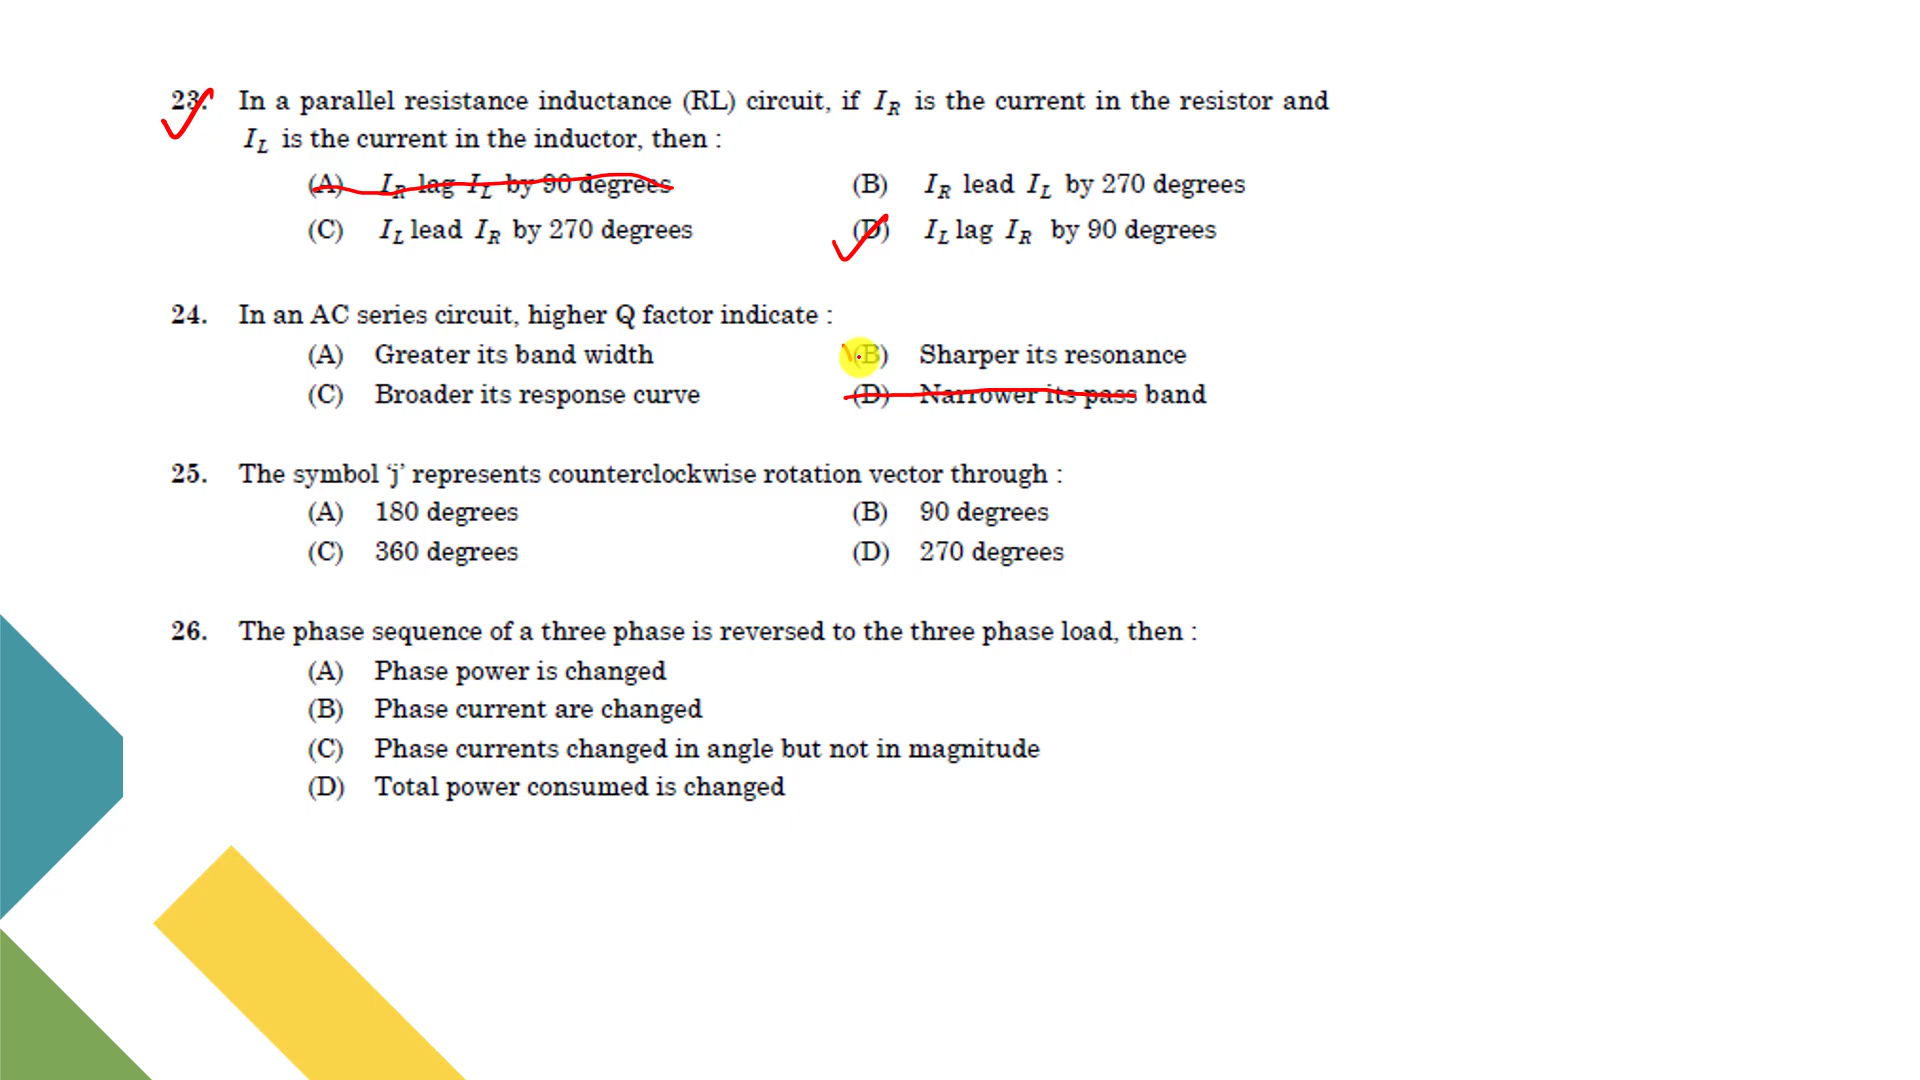 23. In a parallel resistance inductance (RL) circuit, if I_R is the current in the resistor and
I_L is the current in the inductor, then :
(A) I_R lag I_L by 90 degrees (B) I_R lead I_L by 270 degrees
(C) I_L lead I_R by 270 degrees (D) I_L lag I_R by 90 degrees
24. In an AC series circuit, higher Q factor indicate :
(A) Greater its band width (B) Sharper its resonance
(C) Broader its response curve (D) Narrower its pass band
25. The symbol ‘j’ represents counterclockwise rotation vector through :
(A) 180 degrees (B) 90 degrees
(C) 360 degrees (D) 270 degrees
26. The phase sequence of a three phase is reversed to the three phase load, then :
(A) Phase power is changed
(B) Phase current are changed
(C) Phase currents changed in angle but not in magnitude
(D) Total power consumed is changed